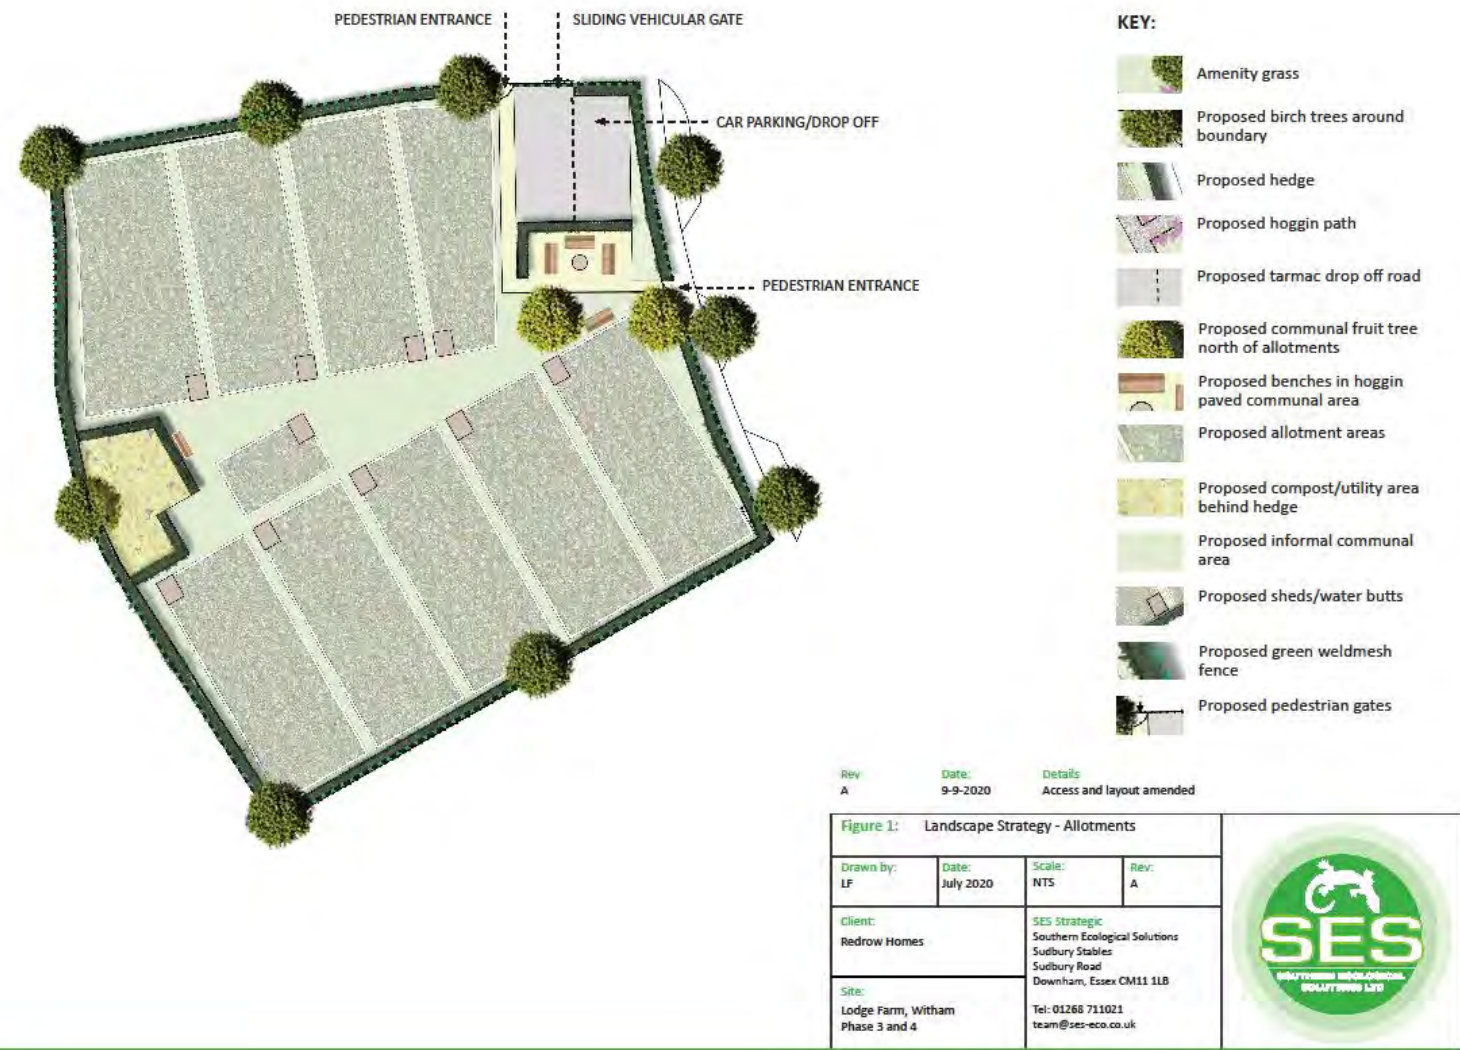 PEDESTRIAN ENTRANCE
SLIDING VEHICULAR GATE
CAR PARKING/DROP OFF
PEDESTRIAN ENTRANCE
KEY:
Amenity grass
Proposed birch trees around
boundary
Proposed hedge
Proposed hoggin path
Proposed tarmac drop off road
Proposed communal fruit tree
north of allotments
Proposed benches in hoggin
paved communal area
Proposed allotment areas
Proposed compost/utility area
behind hedge
Proposed informal communal
area
Proposed sheds/water butts
Proposed green weldmesh
fence
Proposed pedestrian gates
Rev Date: Details
A 9-9-2020 Access and layout amended
Figure 1: Landscape Strategy - Allotments
Drawn by: Date: Scale: Rev:
LF July 2020 NTS A
Client:
Redrow Homes
Site:
Lodge Farm, Witham
Phase 3 and 4
SES Strategic
Southern Ecological Solutions
Sudbury Stables
Sudbury Road
Downham, Essex CM11 1LB
Tel: 01268 711021
team@ses-eco.co.uk
SES
SOUTHERN ECOLOGICAL
SOLUTIONS LTD